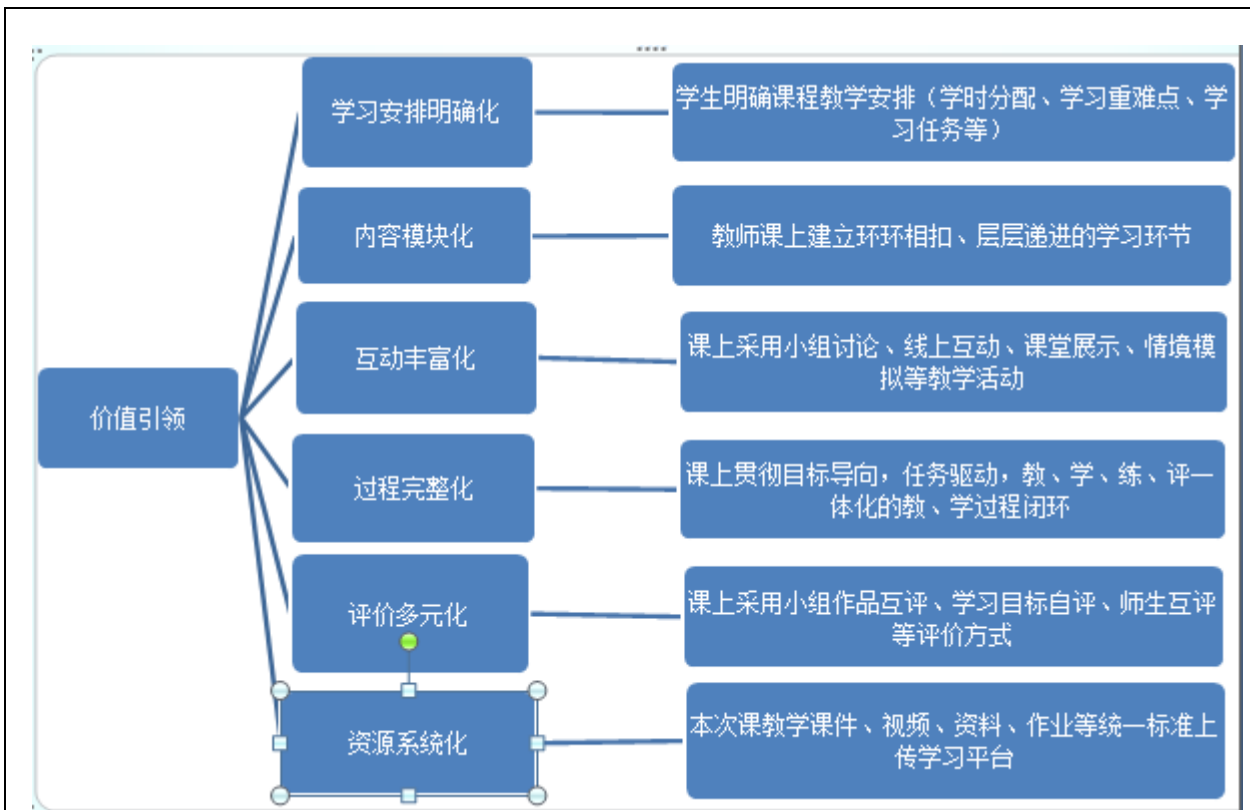 学习安排明确化
学生明确课程教学安排（学时分配、学习重难点、学
习任务等）
内容模块化
教师课上建立环环相扣、层层递进的学习环节
互动丰富化
课上采用小组讨论、线上互动、课堂展示、情境模
拟等教学活动
价值引领
过程完整化
课上贯彻目标导向，任务驱动，教、学、练、评一
体化的教、学过程闭环
评价多元化
课上采用小组作品互评、学习目标自评、师生互评
等评价方式
资源系统化
本次课教学课件、视频、资料、作业等统一标准上
传学习平台